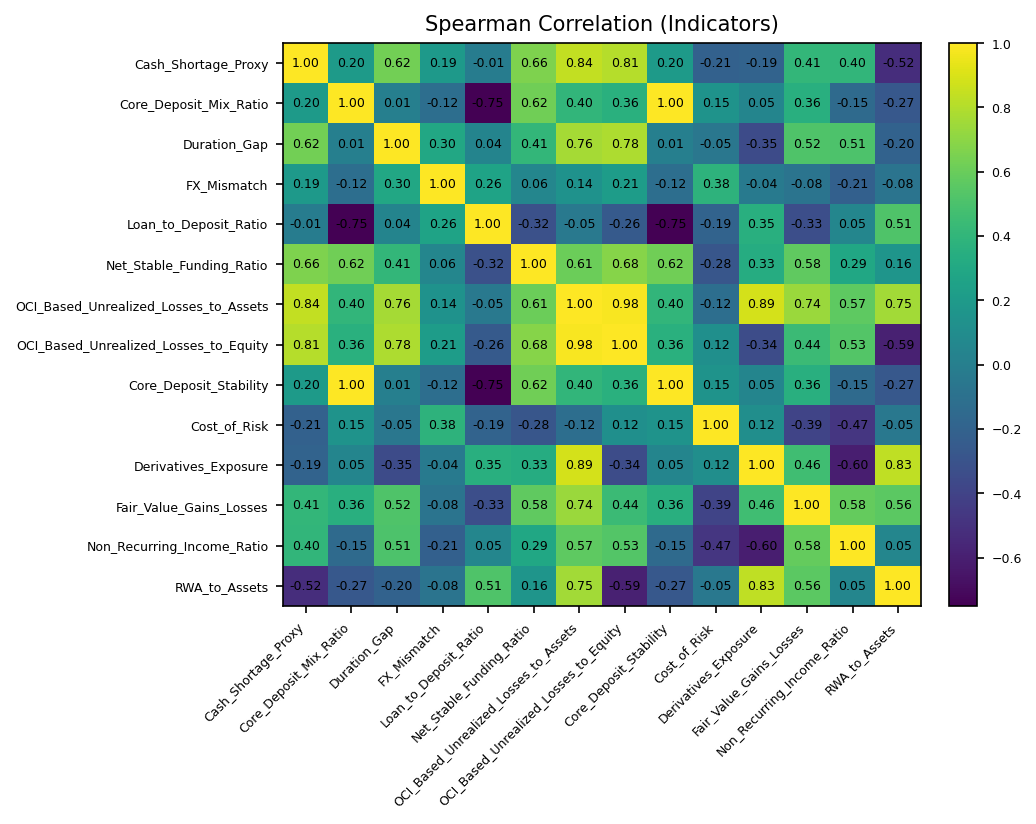 Spearman Correlation (Indicators)
Cash_Shortage_Proxy 1.00 0.20 0.62 0.19 -0.01 0.66 0.84 0.81 0.20 -0.21 -0.19 0.41 0.40 -0.52
Core_Deposit_Mix_Ratio 0.20 1.00 0.01 -0.12 -0.75 0.62 0.40 0.36 1.00 0.15 0.05 0.36 -0.15 -0.27
Duration_Gap 0.62 0.01 1.00 0.30 0.04 0.41 0.76 0.78 0.01 -0.05 -0.35 0.52 0.51 -0.20
FX_Mismatch 0.19 -0.12 0.30 1.00 0.26 0.06 0.14 0.21 -0.12 0.38 -0.04 -0.08 -0.21 -0.08
Loan_to_Deposit_Ratio -0.01 -0.75 0.04 0.26 1.00 -0.32 -0.05 -0.26 -0.75 -0.19 0.35 -0.33 0.05 0.51
Net_Stable_Funding_Ratio 0.66 0.62 0.41 0.06 -0.32 1.00 0.61 0.68 0.62 -0.28 0.33 0.58 0.29 0.16
OCI_Based_Unrealized_Losses_to_Assets 0.84 0.40 0.76 0.14 -0.05 0.61 1.00 0.98 0.40 -0.12 0.89 0.74 0.57 0.75
OCI_Based_Unrealized_Losses_to_Equity 0.81 0.36 0.78 0.21 -0.26 0.68 0.98 1.00 0.36 0.12 -0.34 0.44 0.53 -0.59
Core_Deposit_Stability 0.20 1.00 0.01 -0.12 -0.75 0.62 0.40 0.36 1.00 0.15 0.05 0.36 -0.15 -0.27
Cost_of_Risk -0.21 0.15 -0.05 0.38 -0.19 -0.28 -0.12 0.12 0.15 1.00 0.12 -0.39 -0.47 -0.05
Derivatives_Exposure -0.19 0.05 -0.35 -0.04 0.35 0.33 0.89 -0.34 0.05 0.12 1.00 0.46 -0.60 0.83
Fair_Value_Gains_Losses 0.41 0.36 0.52 -0.08 -0.33 0.58 0.74 0.44 0.36 -0.39 0.46 1.00 0.58 0.56
Non_Recurring_Income_Ratio 0.40 -0.15 0.51 -0.21 0.05 0.29 0.57 0.53 -0.15 -0.47 -0.60 0.58 1.00 0.05
RWA_to_Assets -0.52 -0.27 -0.20 -0.08 0.51 0.16 0.75 -0.59 -0.27 -0.05 0.83 0.56 0.05 1.00
Cash_Shortage_Proxy
Core_Deposit_Mix_Ratio
Duration_Gap
FX_Mismatch
Loan_to_Deposit_Ratio
Net_Stable_Funding_Ratio
OCI_Based_Unrealized_Losses_to_Assets
OCI_Based_Unrealized_Losses_to_Equity
Core_Deposit_Stability
Cost_of_Risk
Derivatives_Exposure
Fair_Value_Gains_Losses
Non_Recurring_Income_Ratio
RWA_to_Assets
1.0
0.8
0.6
0.4
0.2
0.0
−0.2
−0.4
−0.6